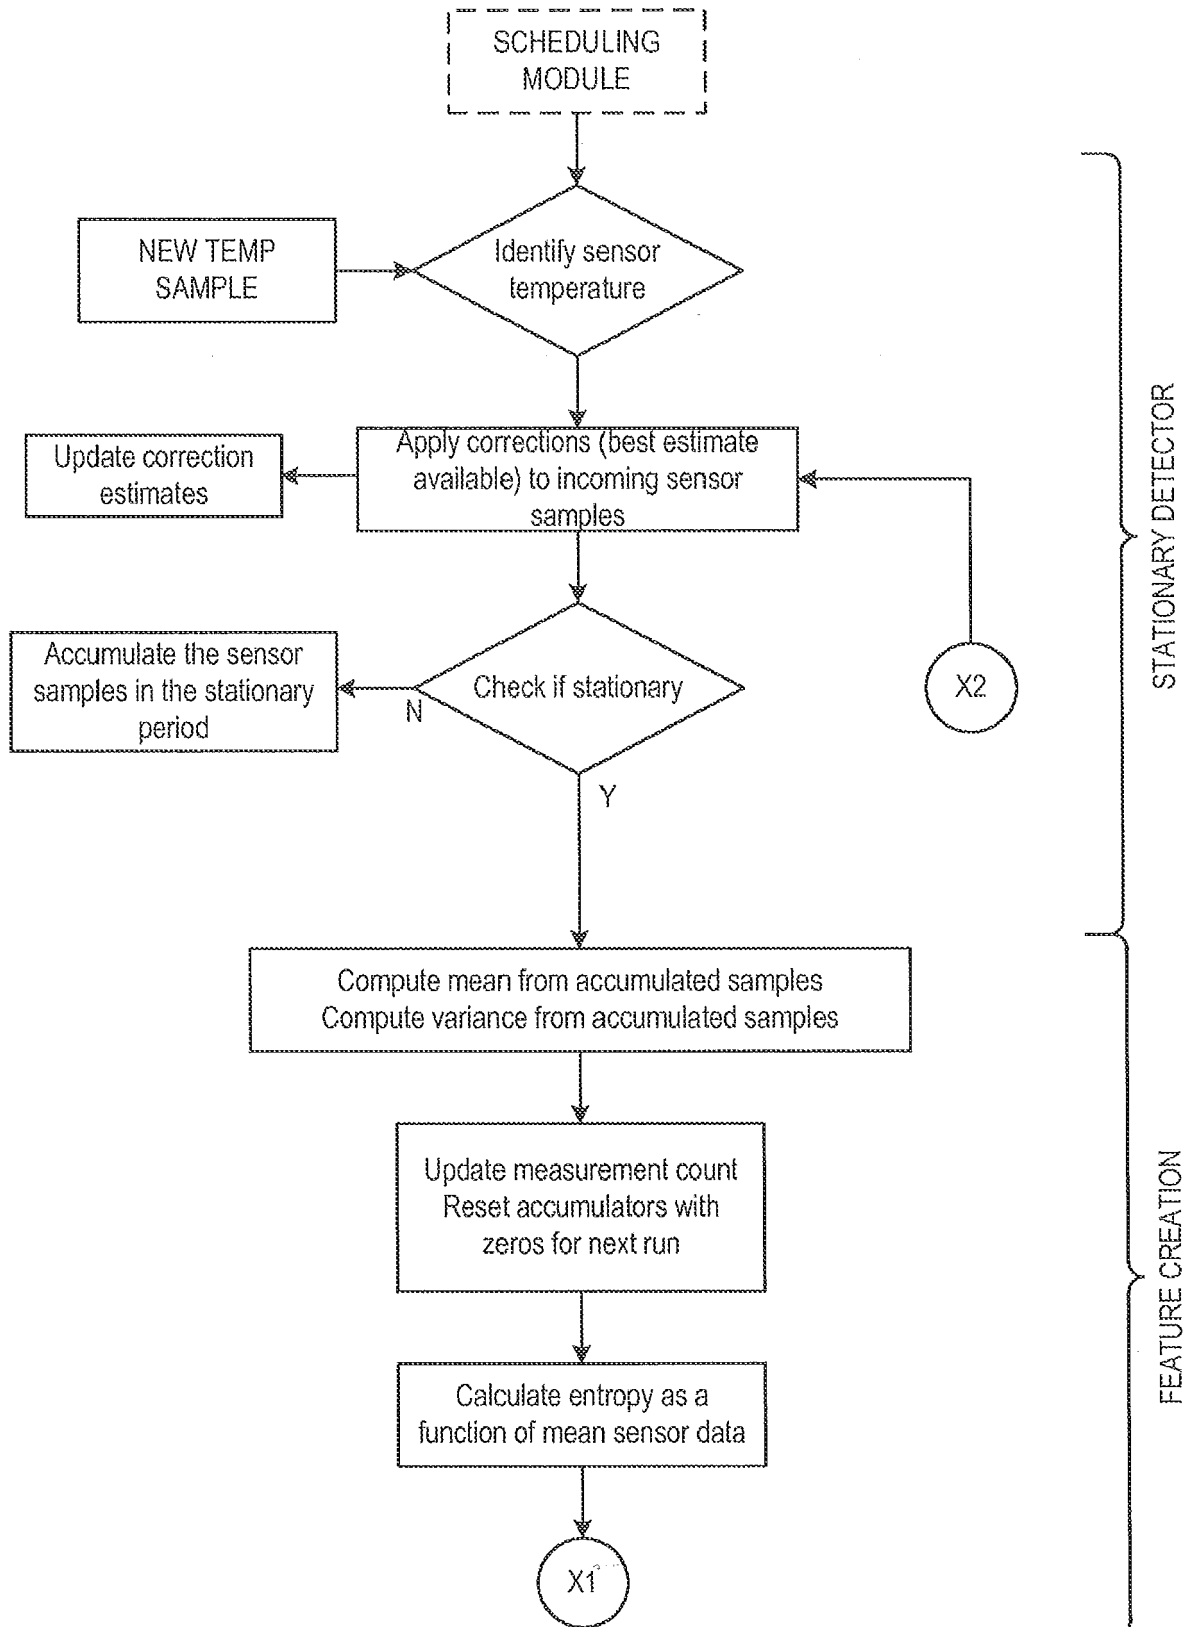 SCHEDULING
MODULE
NEW TEMP
SAMPLE
Identify sensor
temperature
Update correction
estimates
Apply corrections (best estimate
available) to incoming sensor
samples
Accumulate the sensor
samples in the stationary
period
N
Check if stationary
Y
X2
STATIONARY DETECTOR
Compute mean from accumulated samples
Compute variance from accumulated samples
Update measurement count
Reset accumulators with
zeros for next run
Calculate entropy as a
function of mean sensor data
X1
FEATURE CREATION